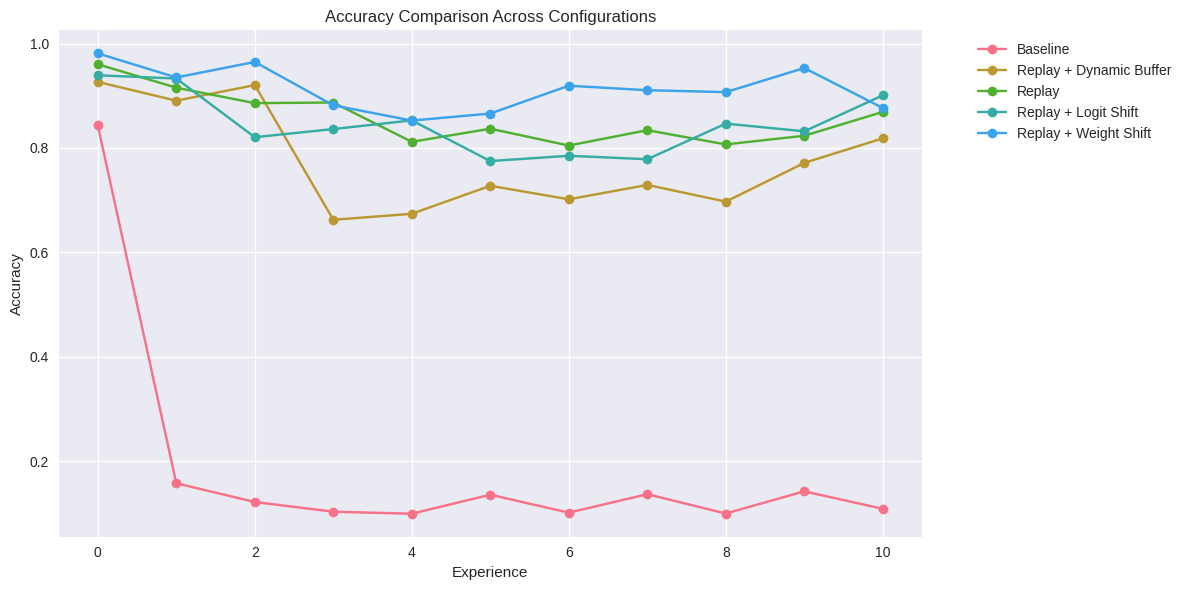 Accuracy Comparison Across Configurations
1.0
0.8
0.6
0.4
0.2
Accuracy
0
2
4
6
8
10
Experience
Baseline
Replay + Dynamic Buffer
Replay
Replay + Logit Shift
Replay + Weight Shift